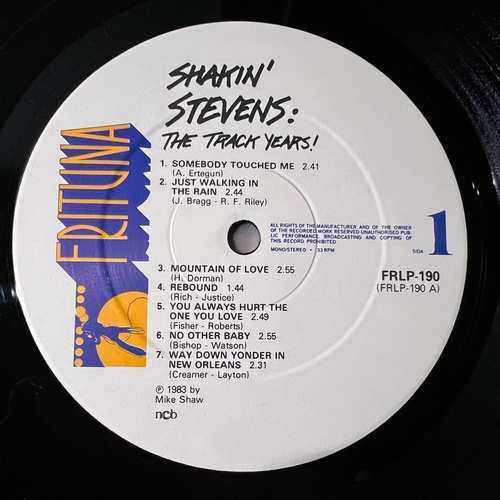 SHAKIN'
STEVENS:
THE TRACK YEARS!
FRITUNA
1. SOMEBODY TOUCHED ME 2.41
(A. Ertegun)
2. JUST WALKING IN
THE RAIN 2.44
(J. Bragg - R. F. Riley)
ALL RIGHTS OF THE MANUFACTURER AND OF THE OWNER
OF THE RECORDED WORK RESERVED UNAUTHORISED PUB-
LIC PERFORMANCE, BROADCASTING AND COPYING OF
THIS RECORD PROHIBITED
MONO/STEREO • 33 RPM
SIDA 1
3. MOUNTAIN OF LOVE 2.55
(H. Dorman)
4. REBOUND 1.44
(Rich - Justice)
5. YOU ALWAYS HURT THE
ONE YOU LOVE 2.49
(Fisher - Roberts)
6. NO OTHER BABY 2.55
(Bishop - Watson)
7. WAY DOWN YONDER IN
NEW ORLEANS 2.31
(Creamer - Layton)
FRLP-190
(FRLP-190 A)
℗ 1983 by
Mike Shaw
ncb